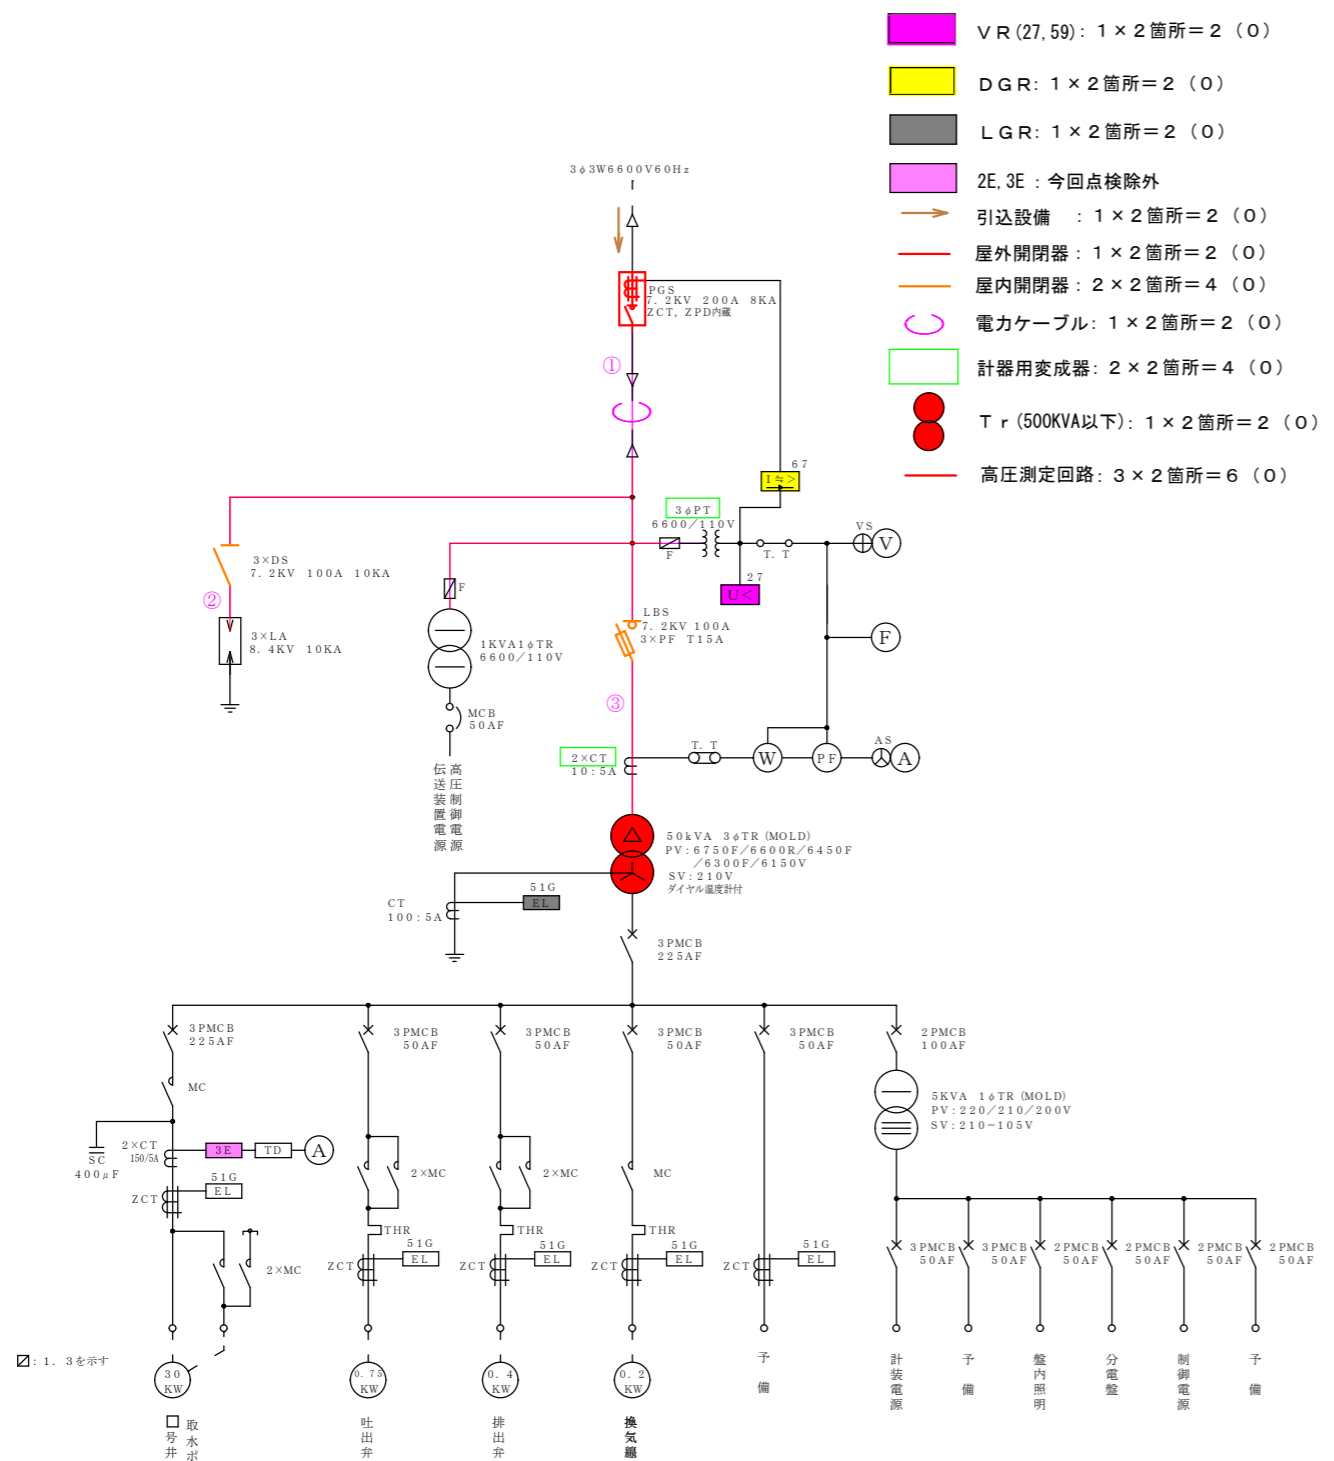 VR(27,59): 1×2箇所=2 (0)
DGR: 1×2箇所=2 (0)
LGR: 1×2箇所=2 (0)
2E,3E : 今回点検除外
引込設備 : 1×2箇所=2 (0)
屋外開閉器 : 1×2箇所=2 (0)
屋内開閉器 : 2×2箇所=4 (0)
電力ケーブル: 1×2箇所=2 (0)
計器用変成器: 2×2箇所=4 (0)
Tr(500KVA以下): 1×2箇所=2 (0)
高圧測定回路: 3×2箇所=6 (0)
3φ3W6600V60Hz
PGS
7.2KV 200A 8KA
ZCT, ZPD内蔵
①
67
I≒>
3φPT
6600/110V
F
T.T
VS
V
27
U<
F
3×DS
7.2KV 100A 10KA
②
3×LA
8.4KV 10KA
F
1KVA1φTR
6600/110V
MCB
50AF
高圧制御電源
伝送装置電源
LBS
7.2KV 100A
3×PF T15A
③
2×CT
10:5A
T.T
W
PF
AS
A
50kVA 3φTR(MOLD)
PV:6750F/6600R/6450F
/6300F/6150V
SV:210V
ダイヤル温度計付
CT
100:5A
51G
EL
3PMCB
225AF
3PMCB
225AF
MC
SC
400μF
2×CT
150/5A
3E
TD
A
ZCT
51G
EL
2×MC
30
KW
□号井
取水ポ
3PMCB
50AF
2×MC
THR
ZCT
51G
EL
0.75
KW
吐出弁
3PMCB
50AF
2×MC
THR
ZCT
51G
EL
0.4
KW
排出弁
3PMCB
50AF
MC
THR
ZCT
51G
EL
0.2
KW
換気
3PMCB
50AF
ZCT
51G
EL
予備
2PMCB
100AF
5KVA 1φTR(MOLD)
PV:220/210/200V
SV:210-105V
3PMCB
50AF
計装電源
3PMCB
50AF
予備
2PMCB
50AF
盤内照明
2PMCB
50AF
分電盤
2PMCB
50AF
制御電源
2PMCB
50AF
予備
: 1. 3を示す